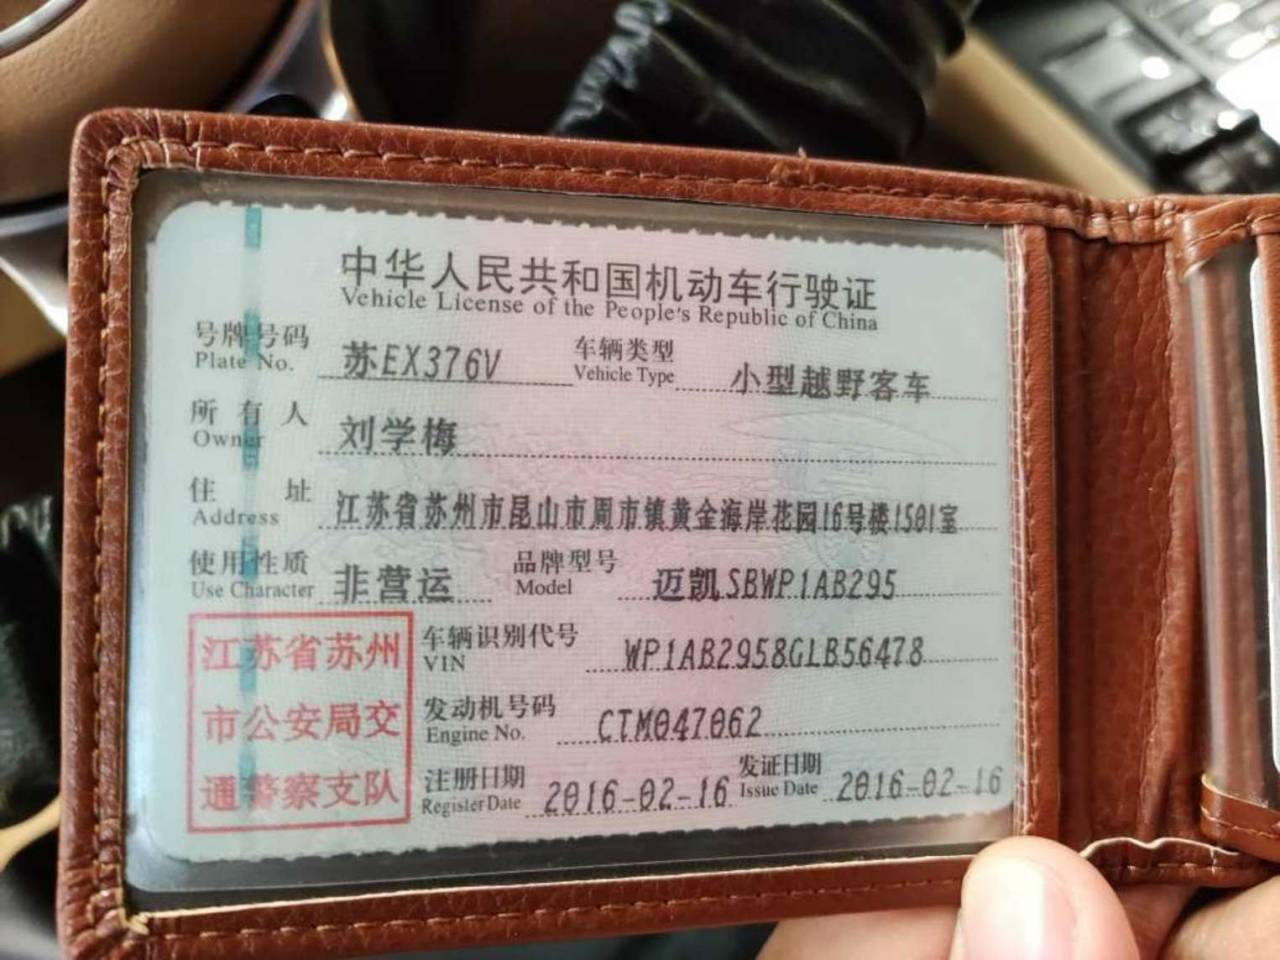 中华人民共和国机动车行驶证
Vehicle License of the People's Republic of China
号牌号码 苏EX376V 车辆类型 小型越野客车
Plate No. Vehicle Type
所有人 刘学梅
Owner
住址 江苏省苏州市昆山市周市镇黄金海岸花园16号楼1501室
Address
使用性质 非营运 品牌型号 迈凯SBWP1AB295
Use Character Model
江苏省苏州
市公安局交
通警察支队
车辆识别代号 WP1AB2958GLB56478
VIN
发动机号码 CTM047062
Engine No.
注册日期 2016-02-16 发证日期 2016-02-16
Register Date Issue Date